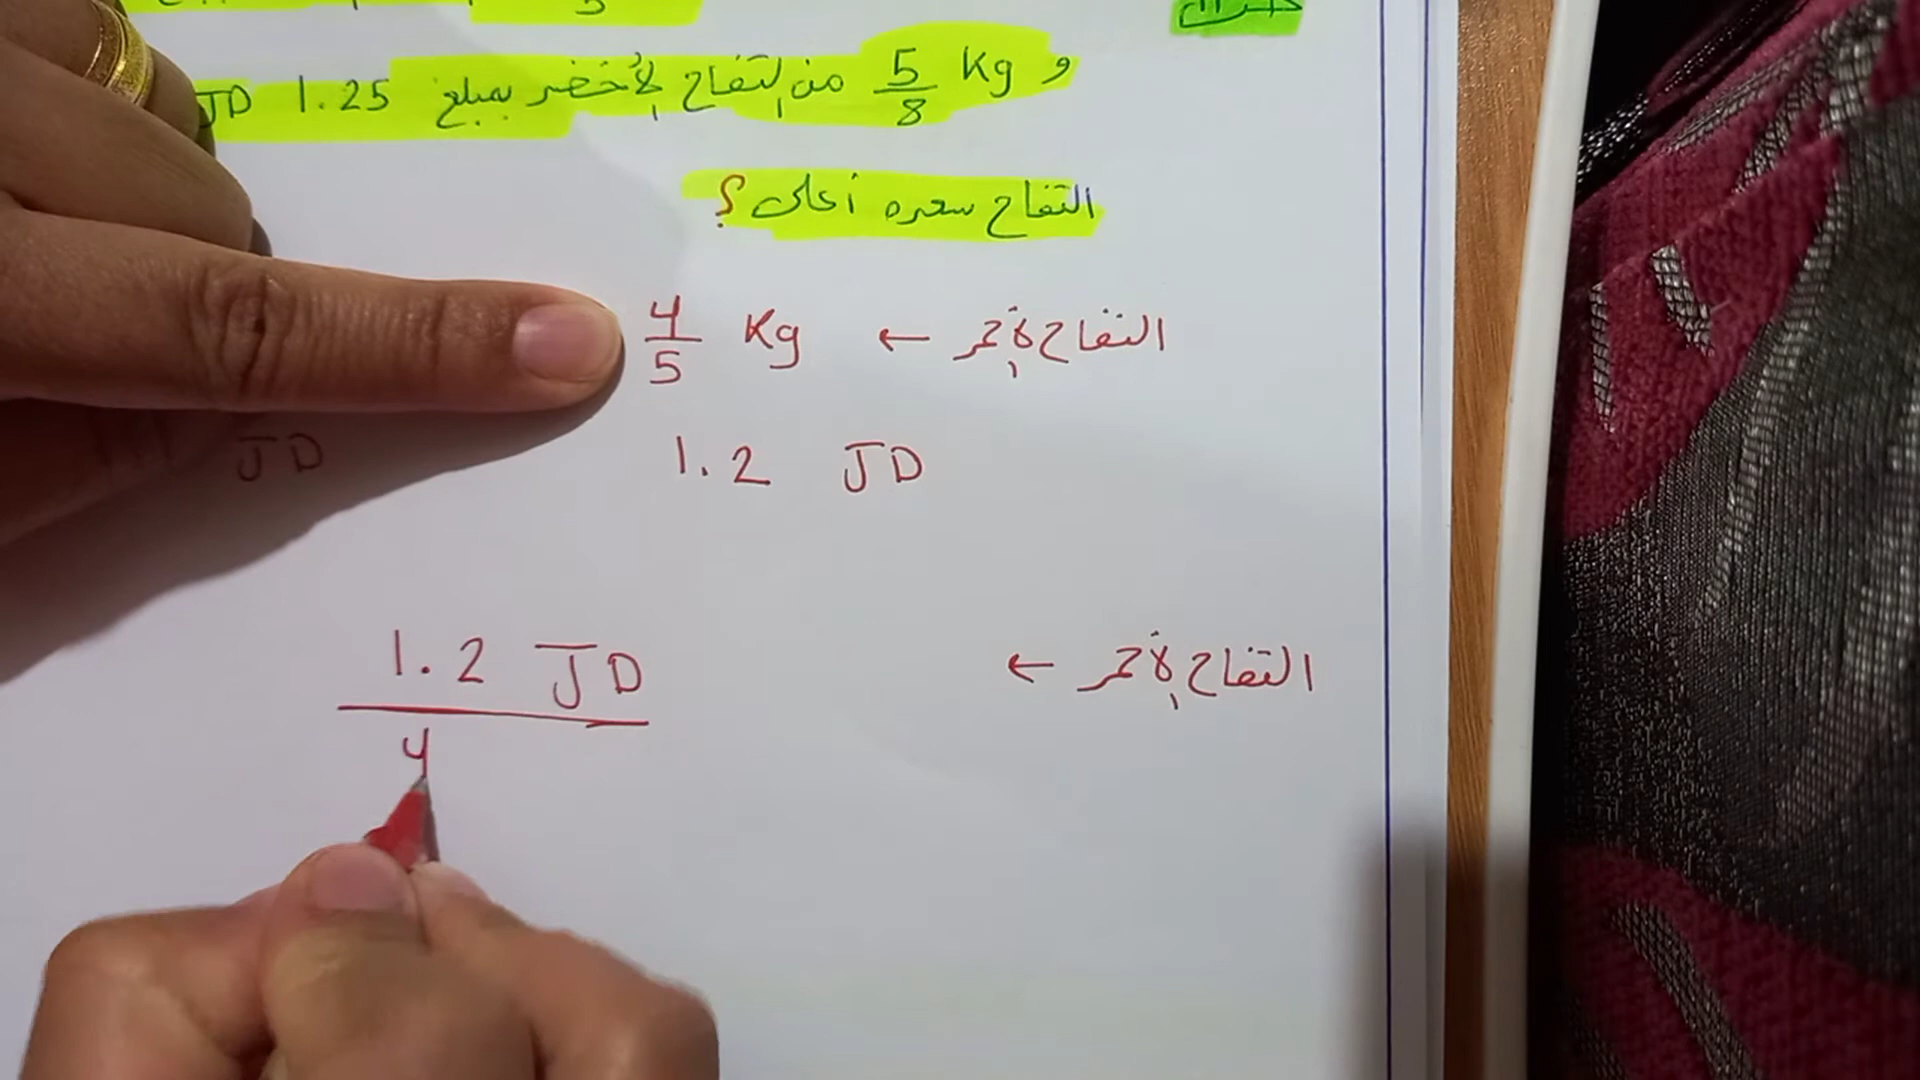 5
و Kg 5/8 من التفاح الأخضر بمبلغ 1.25 JD
التفاح سعره أعلى ؟
التفاح الأحمر ← 4/5 Kg
1.2 JD
JD
التفاح الأحمر ←
1.2 JD
4